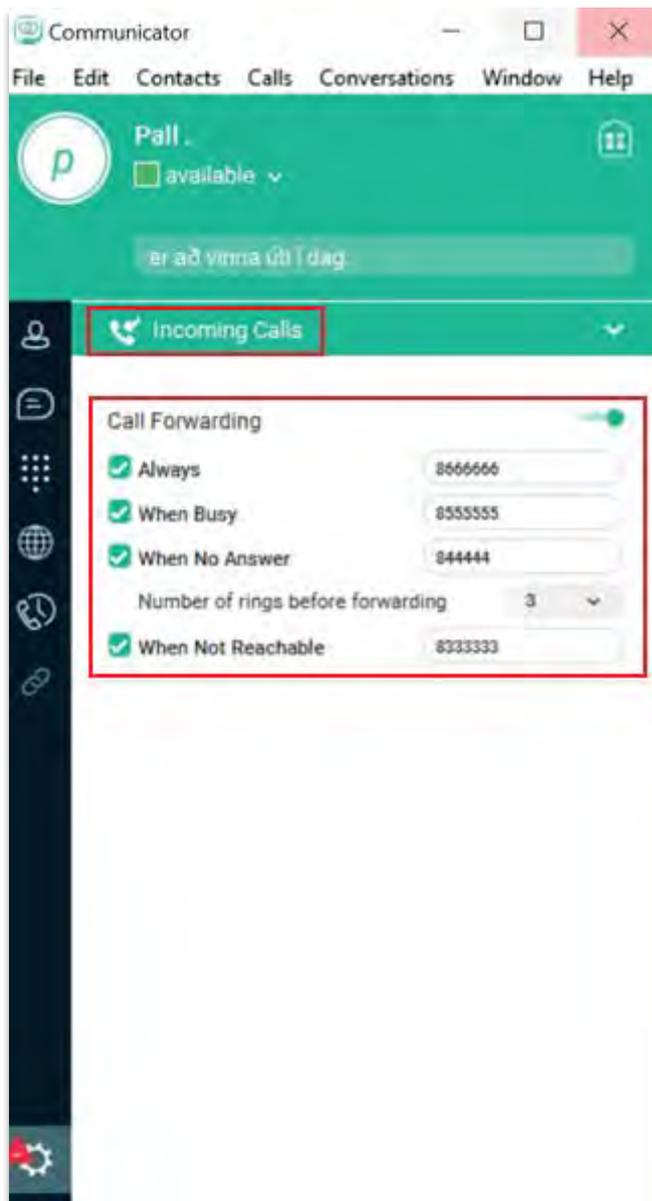 Communicator
File Edit Contacts Calls Conversations Window Help
p
Pall .
available
er að vinna úti í dag
Incoming Calls
Call Forwarding
Always 8666666
When Busy 8555555
When No Answer 844444
Number of rings before forwarding 3
When Not Reachable 8333333